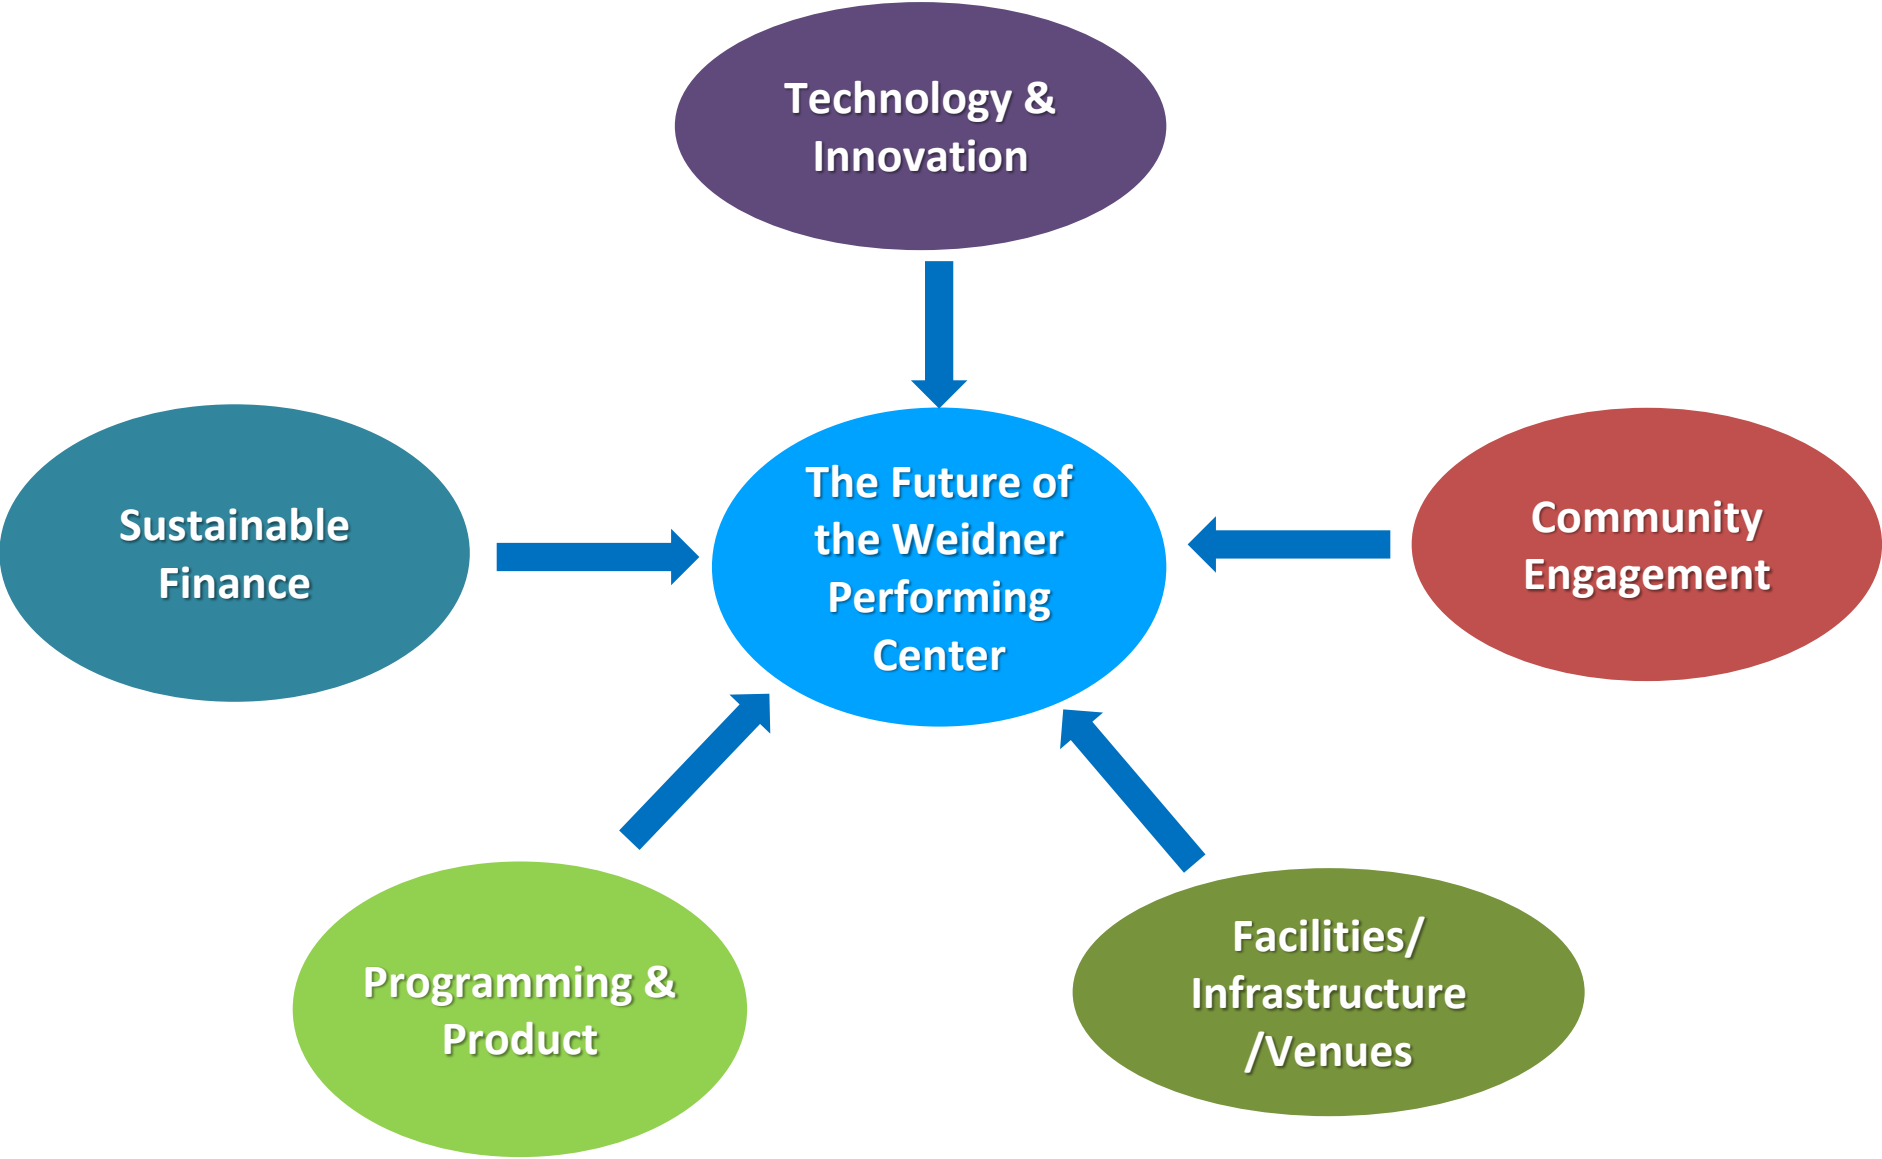 Technology &
Innovation
Sustainable
Finance
The Future of
the Weidner
Performing
Center
Community
Engagement
Programming &
Product
Facilities/
Infrastructure
/Venues